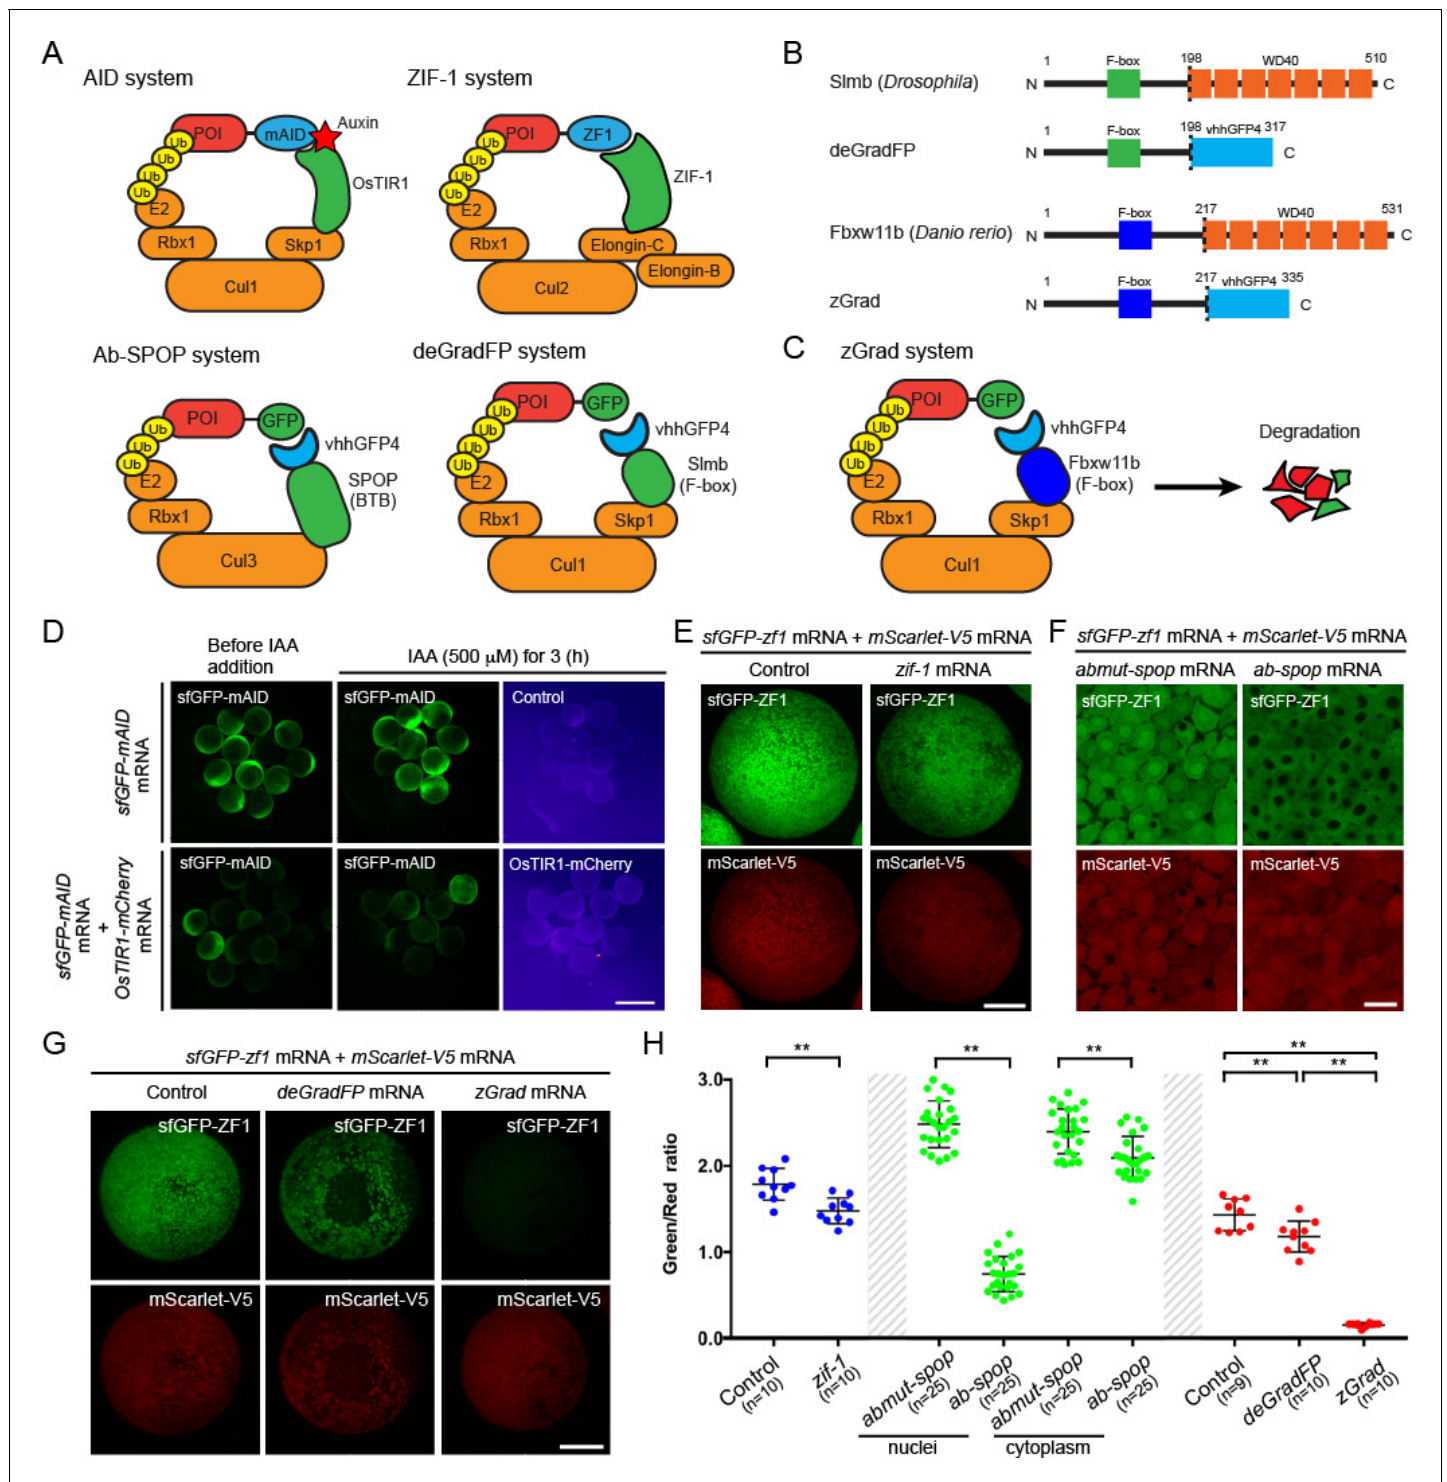 A
AID system
POI
mAID
Auxin
Ub
Ub
Ub
Ub
OsTIR1
E2
Rbx1
Skp1
Cul1
ZIF-1 system
POI
ZF1
Ub
Ub
Ub
Ub
ZIF-1
E2
Rbx1
Elongin-C
Elongin-B
Cul2
Ab-SPOP system
POI
GFP
Ub
Ub
Ub
vhhGFP4
E2
SPOP
(BTB)
Rbx1
Cul3
deGradFP system
POI
GFP
Ub
Ub
Ub
Ub
vhhGFP4
Slmb
(F-box)
E2
Rbx1
Skp1
Cul1
B
Slmb (Drosophila)
1 F-box 198 WD40 510
N C
deGradFP
1 F-box 198 vhhGFP4 317
N C
Fbxw11b (Danio rerio)
1 F-box 217 WD40 531
N C
zGrad
1 F-box 217 vhhGFP4 335
N C
C
zGrad system
POI
GFP
Ub
Ub
Ub
Ub
vhhGFP4
Fbxw11b
(F-box)
E2
Rbx1
Skp1
Cul1
Degradation
D
Before IAA
addition
IAA (500 μM) for 3 (h)
sfGFP-mAID
mRNA
sfGFP-mAID
sfGFP-mAID
Control
sfGFP-mAID
mRNA
+
OsTIR1-mCherry
mRNA
sfGFP-mAID
sfGFP-mAID
OsTIR1-mCherry
E
sfGFP-zf1 mRNA + mScarlet-V5 mRNA
Control
zif-1 mRNA
sfGFP-ZF1
sfGFP-ZF1
mScarlet-V5
mScarlet-V5
F
sfGFP-zf1 mRNA + mScarlet-V5 mRNA
abmut-spop mRNA
ab-spop mRNA
sfGFP-ZF1
sfGFP-ZF1
mScarlet-V5
mScarlet-V5
G
sfGFP-zf1 mRNA + mScarlet-V5 mRNA
Control
deGradFP mRNA
zGrad mRNA
sfGFP-ZF1
sfGFP-ZF1
sfGFP-ZF1
mScarlet-V5
mScarlet-V5
mScarlet-V5
H
Green/Red ratio
3.0
2.0
1.0
0.0
**
**
**
**
**
**
Control
(n=10)
zif-1
(n=10)
abmut-spop
(n=25)
ab-spop
(n=25)
abmut-spop
(n=25)
ab-spop
(n=25)
Control
(n=9)
deGradFP
(n=10)
zGrad
(n=10)
nuclei
cytoplasm